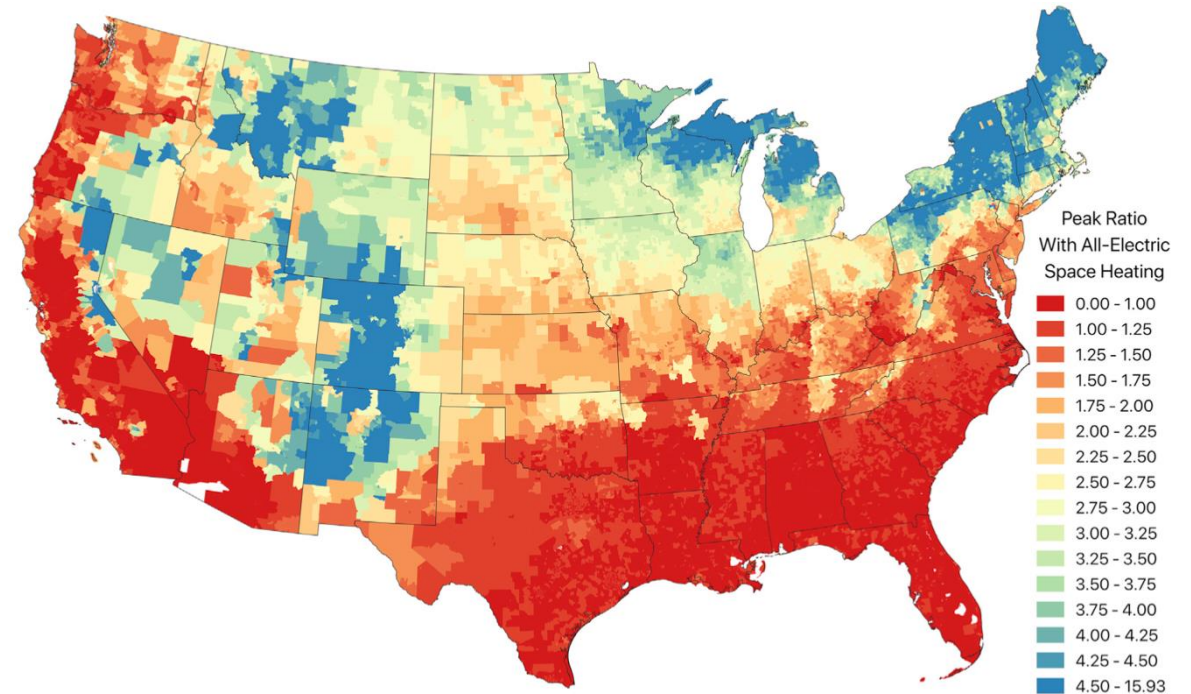 Peak Ratio
With All-Electric
Space Heating
0.00 - 1.00
1.00 - 1.25
1.25 - 1.50
1.50 - 1.75
1.75 - 2.00
2.00 - 2.25
2.25 - 2.50
2.50 - 2.75
2.75 - 3.00
3.00 - 3.25
3.25 - 3.50
3.50 - 3.75
3.75 - 4.00
4.00 - 4.25
4.25 - 4.50
4.50 - 15.93